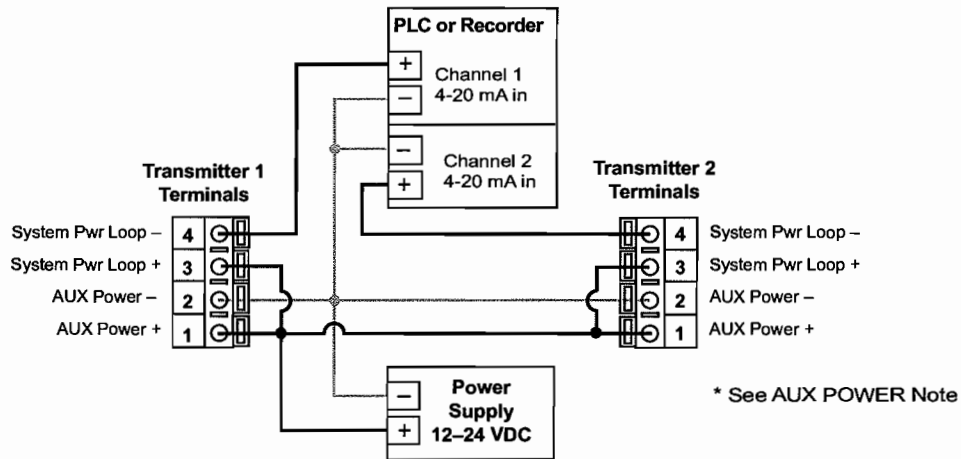 PLC or Recorder
+
Channel 1
4-20 mA in
−
−
Channel 2
4-20 mA in
+
Transmitter 1
Terminals
System Pwr Loop – 4
System Pwr Loop + 3
AUX Power – 2
AUX Power + 1
Transmitter 2
Terminals
4 System Pwr Loop –
3 System Pwr Loop +
2 AUX Power –
1 AUX Power +
−
+
Power
Supply
12–24 VDC
* See AUX POWER Note